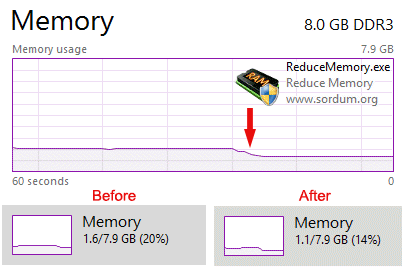 Memory 8.0 GB DDR3
Memory usage 7.9 GB
RAM
ReduceMemory.exe
Reduce Memory
www.sordum.org
60 seconds 0
Before After
Memory Memory
1.6/7.9 GB (20%) 1.1/7.9 GB (14%)